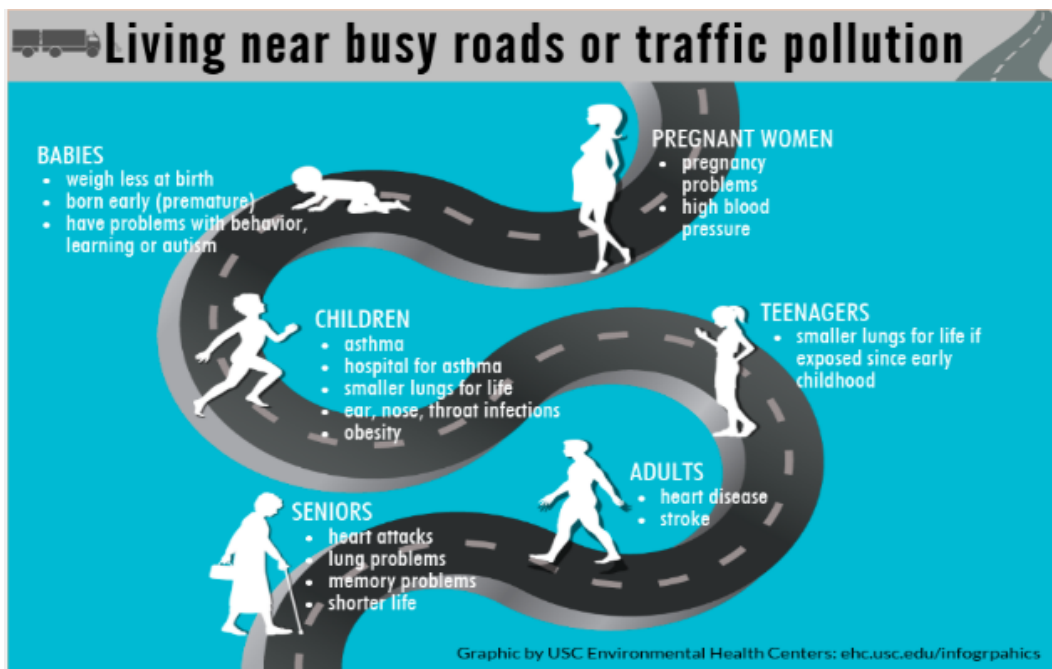 Living near busy roads or traffic pollution
PREGNANT WOMEN
• pregnancy
problems
• high blood
pressure
BABIES
• weigh less at birth
• born early (premature)
• have problems with behavior,
learning or autism
CHILDREN
• asthma
• hospital for asthma
• smaller lungs for life
• ear, nose, throat infections
• obesity
TEENAGERS
• smaller lungs for life if
exposed since early
childhood
ADULTS
• heart disease
• stroke
SENIORS
• heart attacks
• lung problems
• memory problems
• shorter life
Graphic by USC Environmental Health Centers: ehc.usc.edu/infogrpahics